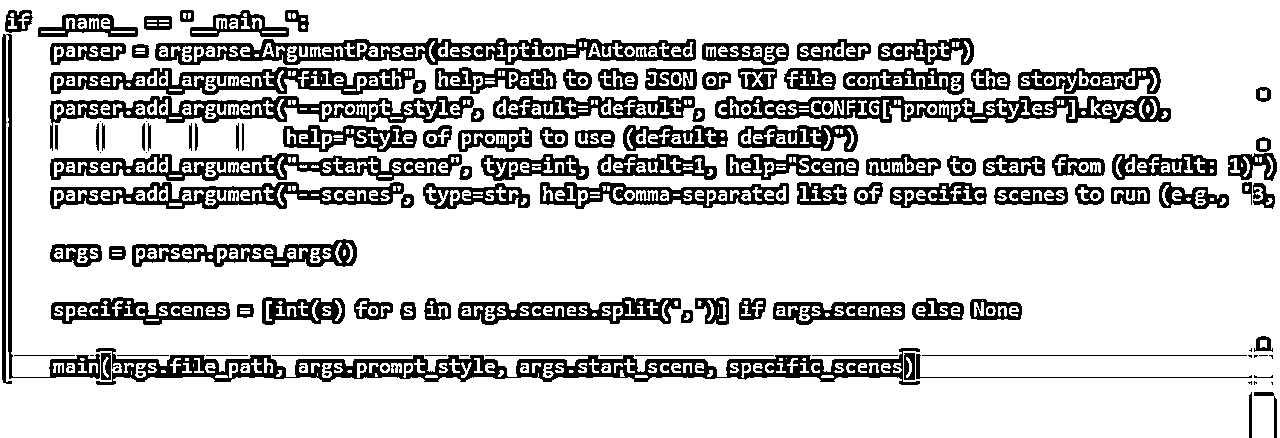 if __name__ == "__main__":
parser = argparse.ArgumentParser(description="Automated message sender script")
parser.add_argument("file_path", help="Path to the JSON or TXT file containing the storyboard")
parser.add_argument("--prompt_style", default="default", choices=CONFIG["prompt_styles"].keys(),
help="Style of prompt to use (default: default)")
parser.add_argument("--start_scene", type=int, default=1, help="Scene number to start from (default: 1)")
parser.add_argument("--scenes", type=str, help="Comma-separated list of specific scenes to run (e.g., '3,
args = parser.parse_args()
specific_scenes = [int(s) for s in args.scenes.split(',')] if args.scenes else None
main(args.file_path, args.prompt_style, args.start_scene, specific_scenes)